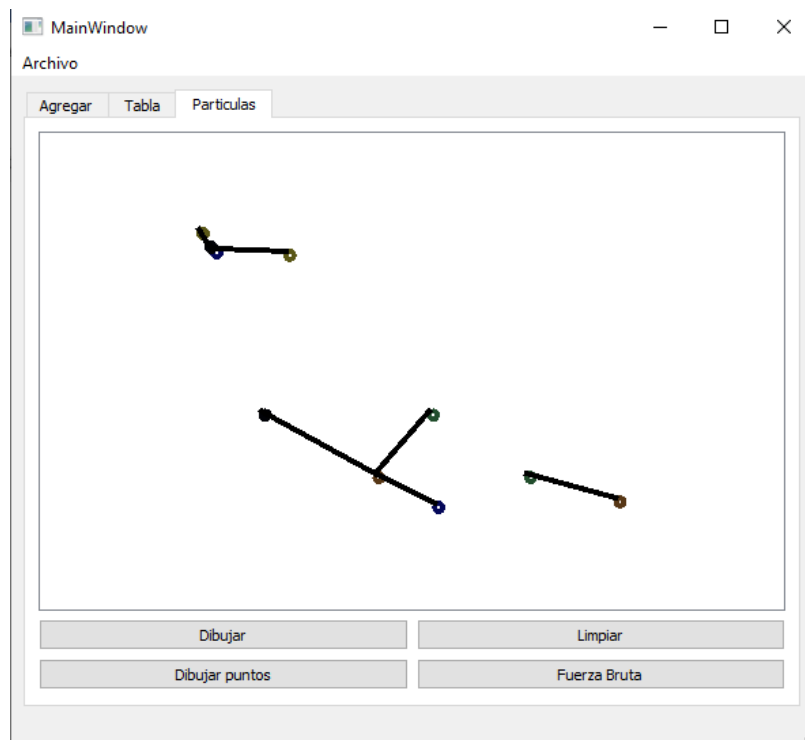 MainWindow
Archivo
Agregar Tabla Particulas
Dibujar Limpiar
Dibujar puntos Fuerza Bruta